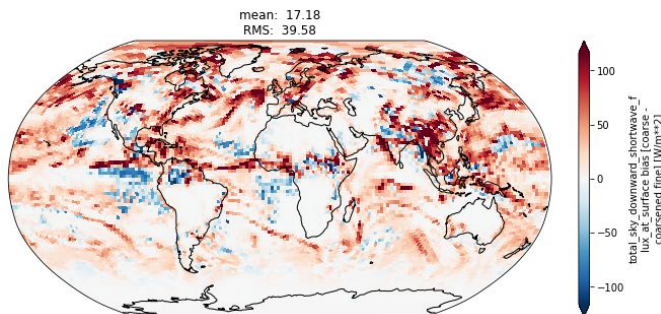 mean: 17.18
RMS: 39.58
100
50
0
−50
−100
total_sky_downward_shortwave_f
lux_at_surface bias [coarse -
coarsened fine] [W/m**2]